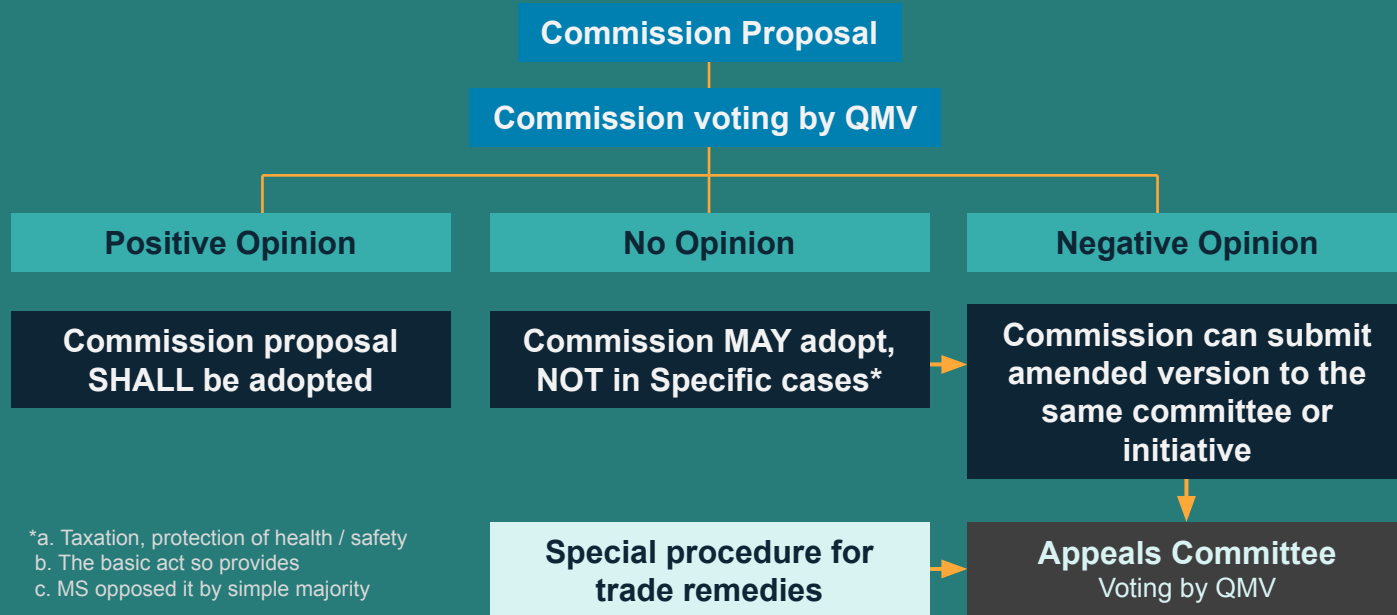 Commission Proposal
Commission voting by QMV
Positive Opinion
No Opinion
Negative Opinion
Commission proposal
SHALL be adopted
Commission MAY adopt,
NOT in Specific cases*
Commission can submit
amended version to the
same committee or
initiative
*a. Taxation, protection of health / safety
b. The basic act so provides
c. MS opposed it by simple majority
Special procedure for
trade remedies
Appeals Committee
Voting by QMV